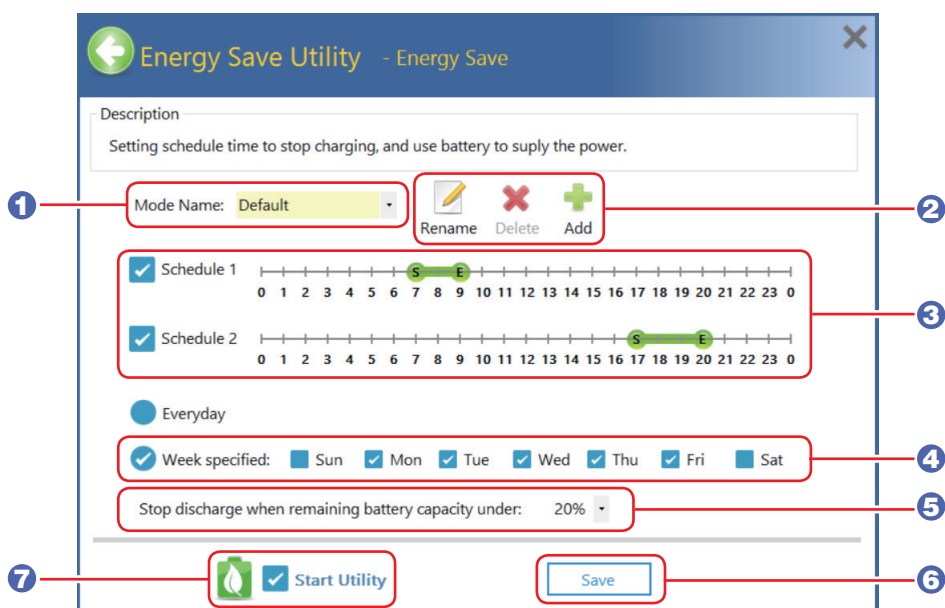 Energy Save Utility - Energy Save
Description
Setting schedule time to stop charging, and use battery to suply the power.
1
Mode Name: Default
Rename Delete Add
2
Schedule 1
S E
0 1 2 3 4 5 6 7 8 9 10 11 12 13 14 15 16 17 18 19 20 21 22 23 0
3
Schedule 2
S E
0 1 2 3 4 5 6 7 8 9 10 11 12 13 14 15 16 17 18 19 20 21 22 23 0
Everyday
Week specified: Sun Mon Tue Wed Thu Fri Sat
4
Stop discharge when remaining battery capacity under: 20%
5
7
Start Utility
Save
6